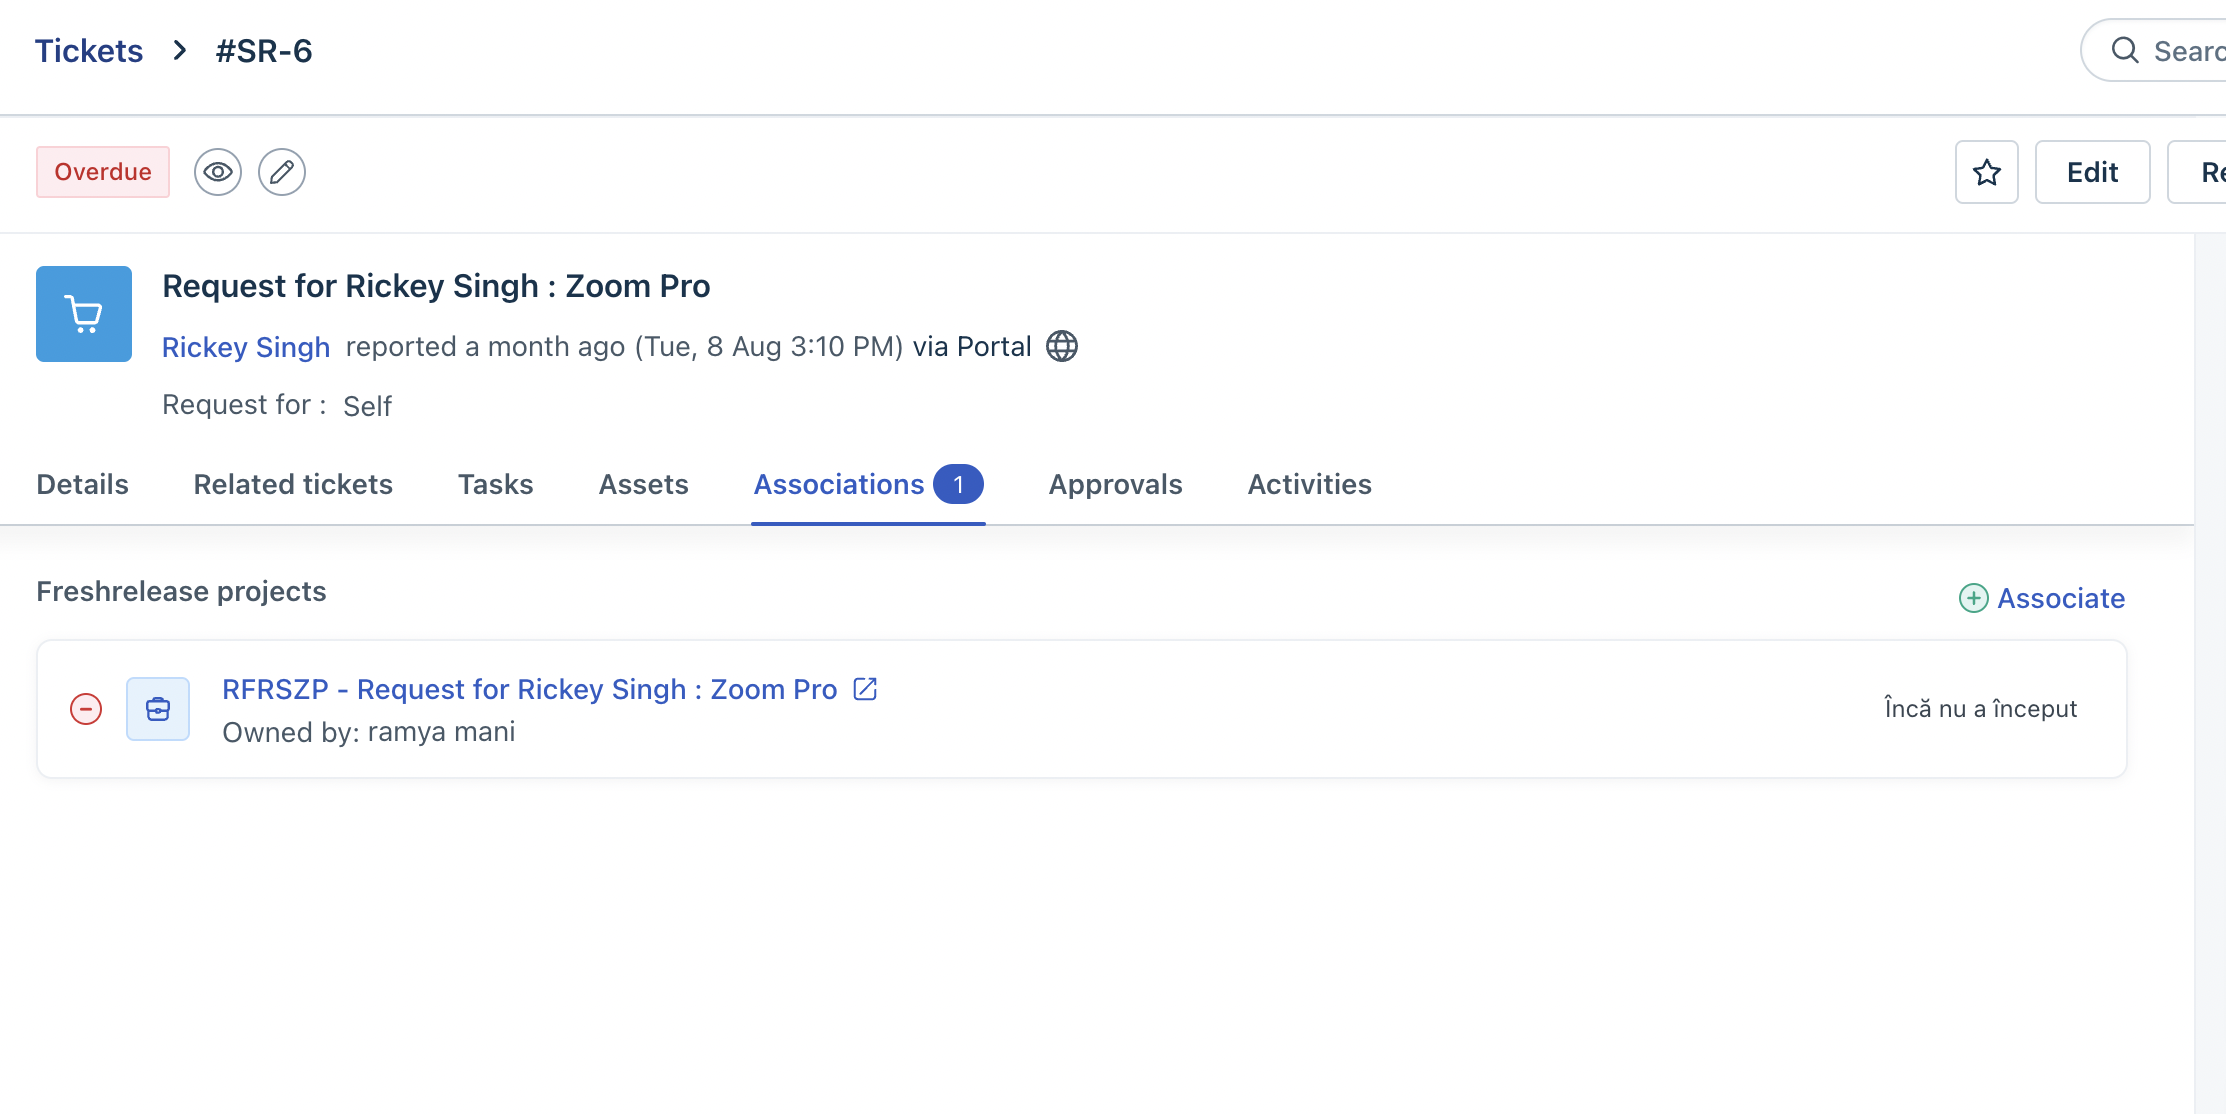 Tickets > #SR-6
Searc
Overdue
Edit
Re
Request for Rickey Singh : Zoom Pro
Rickey Singh reported a month ago (Tue, 8 Aug 3:10 PM) via Portal
Request for : Self
Details Related tickets Tasks Assets Associations 1 Approvals Activities
Freshrelease projects
Associate
RFRSZP - Request for Rickey Singh : Zoom Pro
Owned by: ramya mani
Încă nu a început